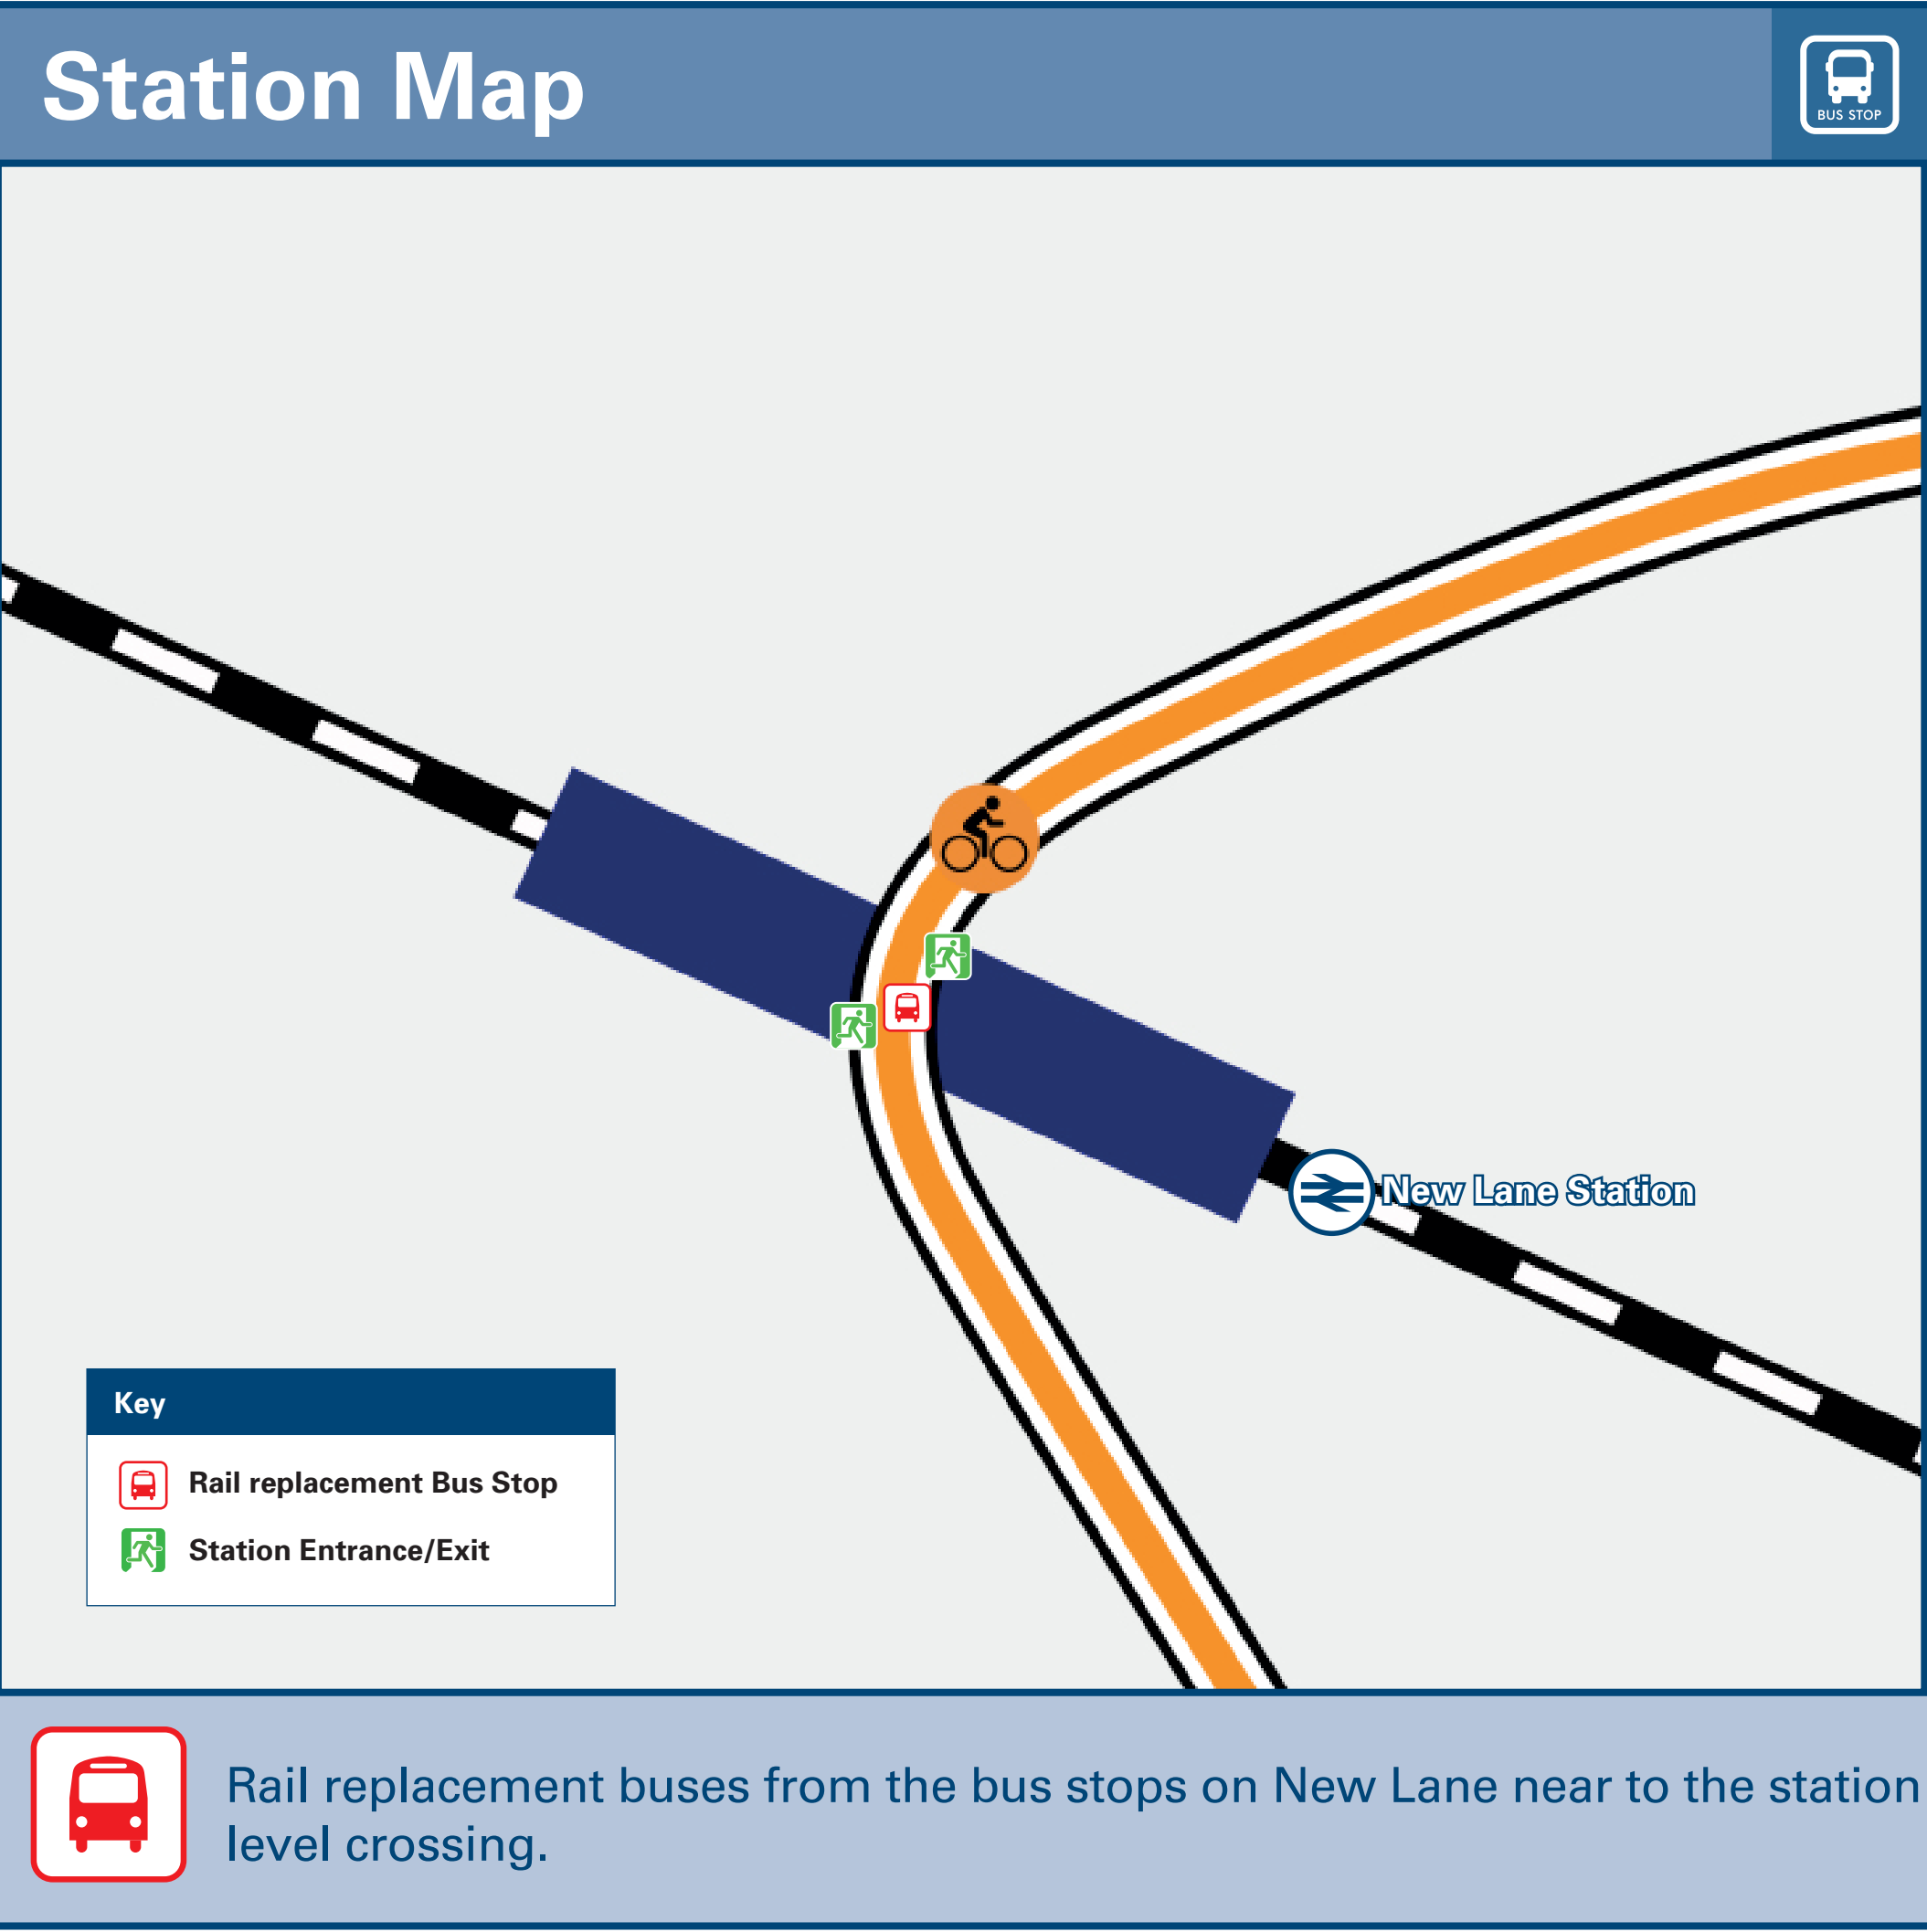 Station Map
BUS STOP
New Lane Station
Key
Rail replacement Bus Stop
Station Entrance/Exit
Rail replacement buses from the bus stops on New Lane near to the station
level crossing.